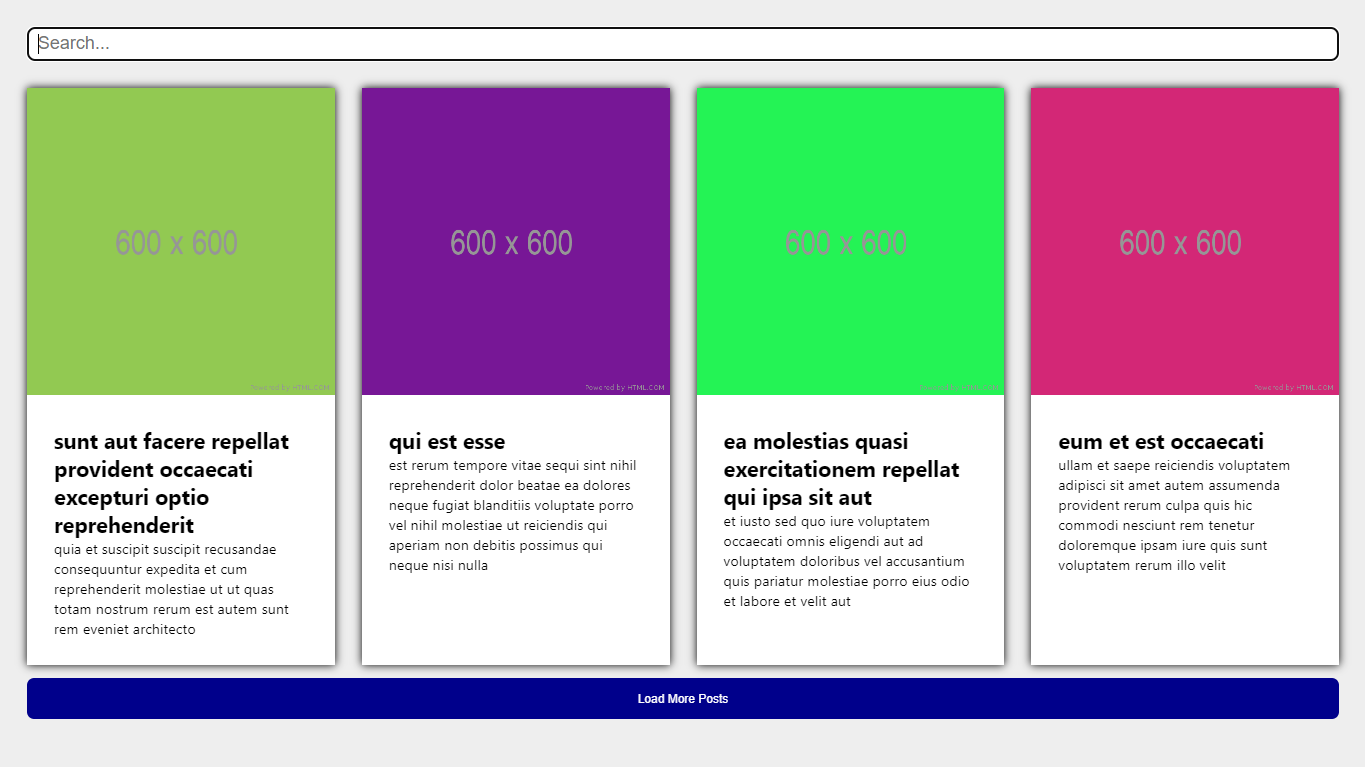 Search...
600 x 600
Powered by HTML.COM
sunt aut facere repellat
provident occaecati
excepturi optio
reprehenderit
quia et suscipit suscipit recusandae
consequuntur expedita et cum
reprehenderit molestiae ut ut quas
totam nostrum rerum est autem sunt
rem eveniet architecto
600 x 600
Powered by HTML.COM
qui est esse
est rerum tempore vitae sequi sint nihil
reprehenderit dolor beatae ea dolores
neque fugiat blanditiis voluptate porro
vel nihil molestiae ut reiciendis qui
aperiam non debitis possimus qui
neque nisi nulla
600 x 600
Powered by HTML.COM
ea molestias quasi
exercitationem repellat
qui ipsa sit aut
et iusto sed quo iure voluptatem
occaecati omnis eligendi aut ad
voluptatem doloribus vel accusantium
quis pariatur molestiae porro eius odio
et labore et velit aut
600 x 600
Powered by HTML.COM
eum et est occaecati
ullam et saepe reiciendis voluptatem
adipisci sit amet autem assumenda
provident rerum culpa quis hic
commodi nesciunt rem tenetur
doloremque ipsam iure quis sunt
voluptatem rerum illo velit
Load More Posts